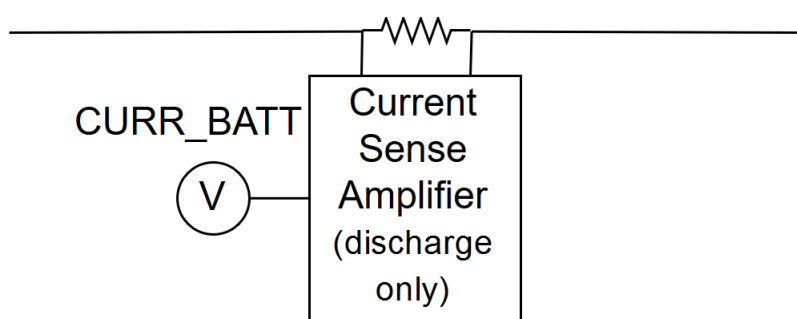 CURR_BATT
V
Current
Sense
Amplifier
(discharge
only)